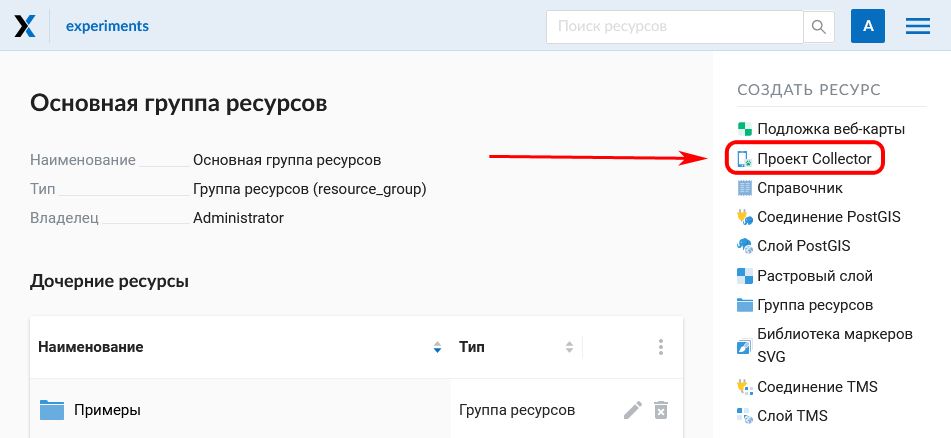 experiments
Поиск ресурсов
A
Основная группа ресурсов
Наименование Основная группа ресурсов
Тип Группа ресурсов (resource_group)
Владелец Administrator
Дочерние ресурсы
Наименование Тип
Примеры Группа ресурсов
СОЗДАТЬ РЕСУРС
Подложка веб-карты
Проект Collector
Справочник
Соединение PostGIS
Слой PostGIS
Растровый слой
Группа ресурсов
Библиотека маркеров
SVG
Соединение TMS
Слой TMS